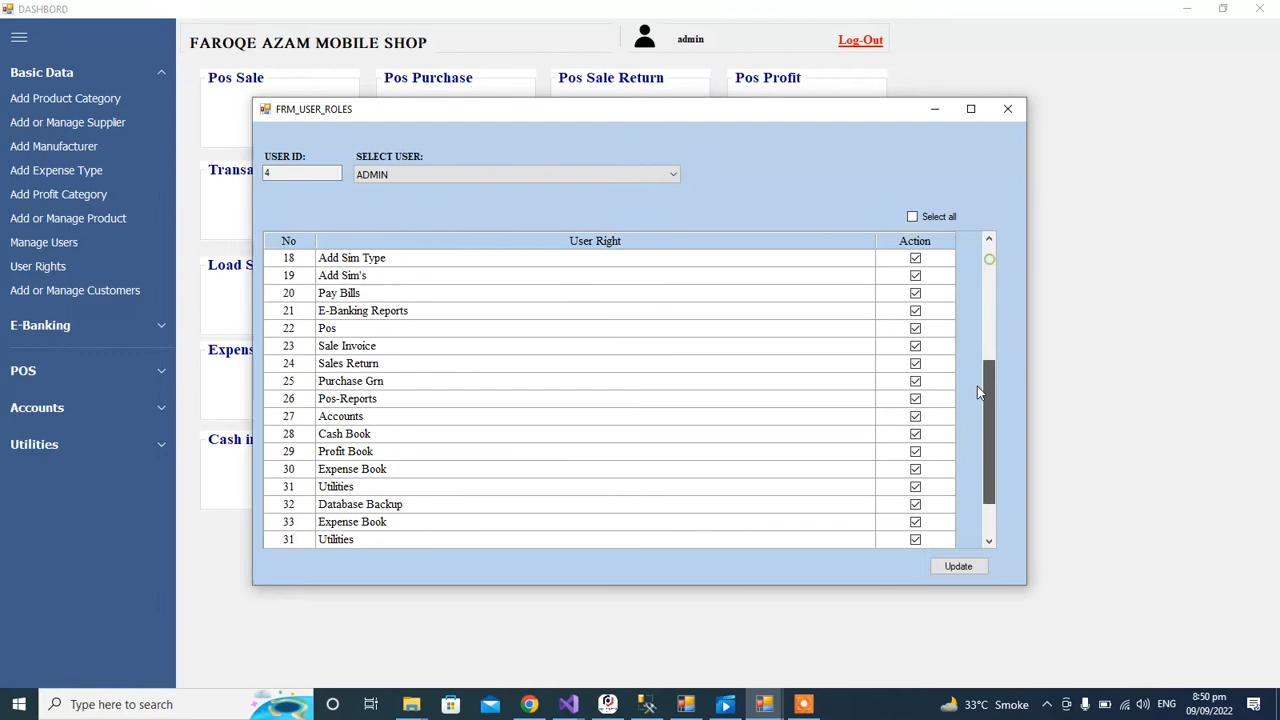 DASHBORD
Basic Data
Add Product Category
Add or Manage Supplier
Add Manufacturer
Add Expense Type
Add Profit Category
Add or Manage Product
Manage Users
User Rights
Add or Manage Customers
E-Banking
POS
Accounts
Utilities
FAROQE AZAM MOBILE SHOP
admin
Log-Out
Pos Sale
Pos Purchase
Pos Sale Return
Pos Profit
Transa
Load S
Expens
Cash in
FRM_USER_ROLES
USER ID:
SELECT USER:
4
ADMIN
Select all
No User Right Action
18 Add Sim Type
19 Add Sim's
20 Pay Bills
21 E-Banking Reports
22 Pos
23 Sale Invoice
24 Sales Return
25 Purchase Grn
26 Pos-Reports
27 Accounts
28 Cash Book
29 Profit Book
30 Expense Book
31 Utilities
32 Database Backup
33 Expense Book
31 Utilities
Update
Type here to search
33°C Smoke
ENG
8:50 pm
09/09/2022